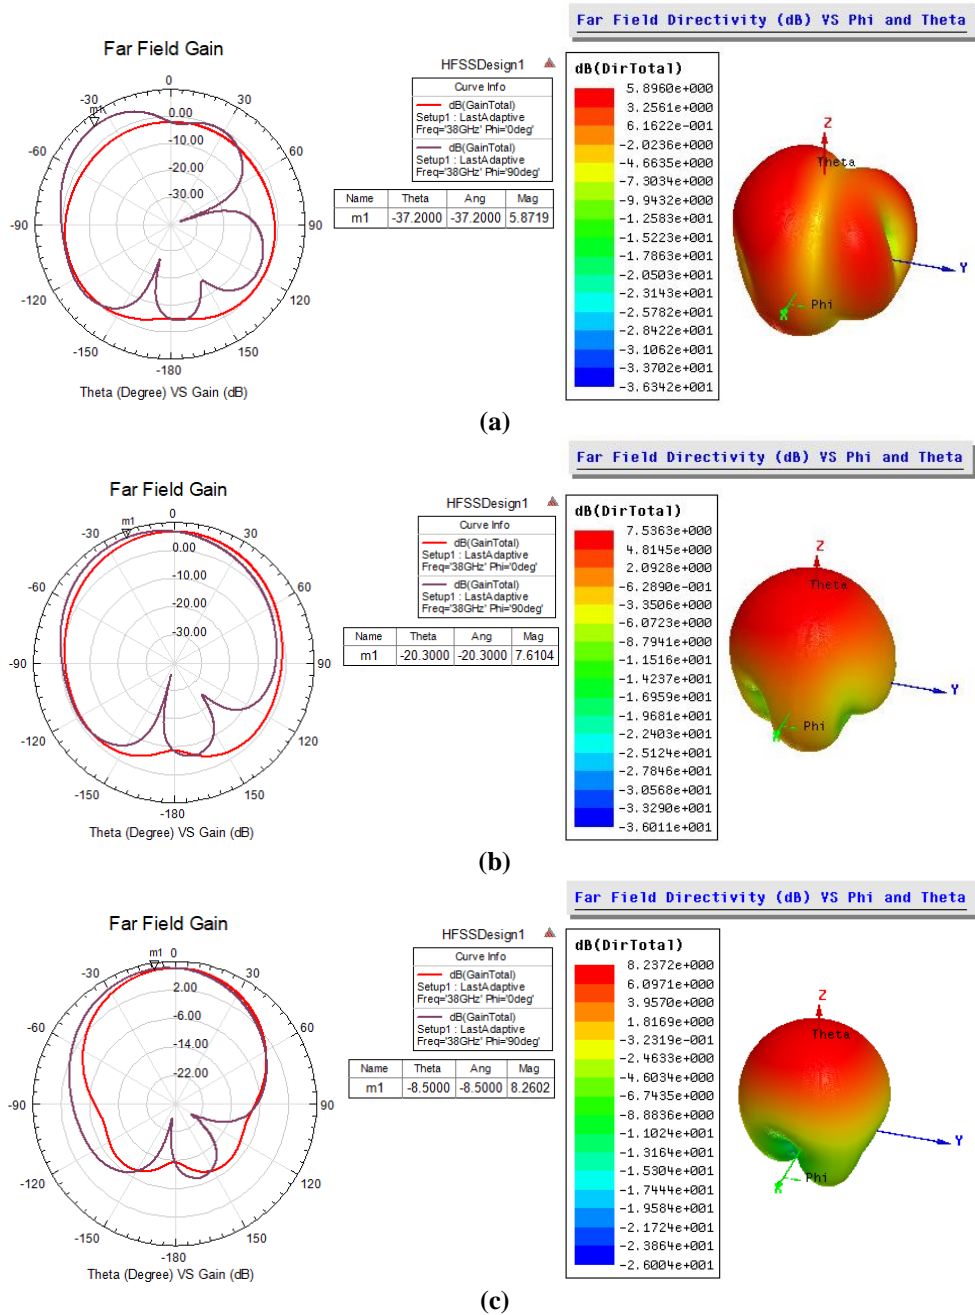 Far Field Directivity (dB) VS Phi and Theta
Far Field Gain
0
-30
30
m1
-60
60
-90
90
-120
120
-150
150
-180
0.00
-10.00
-20.00
-30.00
Theta (Degree) VS Gain (dB)
HFSSDesign1
Curve Info
dB(GainTotal)
Setup1 : LastAdaptive
Freq='38GHz' Phi='0deg'
dB(GainTotal)
Setup1 : LastAdaptive
Freq='38GHz' Phi='90deg'
Name Theta Ang Mag
m1 -37.2000 -37.2000 5.8719
dB(DirTotal)
5.8960e+000
3.2561e+000
6.1622e-001
-2.0236e+000
-4.6635e+000
-7.3034e+000
-9.9432e+000
-1.2583e+001
-1.5223e+001
-1.7863e+001
-2.0503e+001
-2.3143e+001
-2.5782e+001
-2.8422e+001
-3.1062e+001
-3.3702e+001
-3.6342e+001
Z
Theta
Y
Phi
X
(a)
Far Field Directivity (dB) VS Phi and Theta
Far Field Gain
0
-30
30
m1
-60
60
-90
90
-120
120
-150
150
-180
0.00
-10.00
-20.00
-30.00
Theta (Degree) VS Gain (dB)
HFSSDesign1
Curve Info
dB(GainTotal)
Setup1 : LastAdaptive
Freq='38GHz' Phi='0deg'
dB(GainTotal)
Setup1 : LastAdaptive
Freq='38GHz' Phi='90deg'
Name Theta Ang Mag
m1 -20.3000 -20.3000 7.6104
dB(DirTotal)
7.5363e+000
4.8145e+000
2.0928e+000
-6.2890e-001
-3.3506e+000
-6.0723e+000
-8.7941e+000
-1.1516e+001
-1.4237e+001
-1.6959e+001
-1.9681e+001
-2.2403e+001
-2.5124e+001
-2.7846e+001
-3.0568e+001
-3.3290e+001
-3.6011e+001
Z
Theta
Y
Phi
X
(b)
Far Field Directivity (dB) VS Phi and Theta
Far Field Gain
0
-30
30
m1
-60
60
-90
90
-120
120
-150
150
-180
2.00
-6.00
-14.00
-22.00
Theta (Degree) VS Gain (dB)
HFSSDesign1
Curve Info
dB(GainTotal)
Setup1 : LastAdaptive
Freq='38GHz' Phi='0deg'
dB(GainTotal)
Setup1 : LastAdaptive
Freq='38GHz' Phi='90deg'
Name Theta Ang Mag
m1 -8.5000 -8.5000 8.2602
dB(DirTotal)
8.2372e+000
6.0971e+000
3.9570e+000
1.8169e+000
-3.2319e-001
-2.4633e+000
-4.6034e+000
-6.7435e+000
-8.8836e+000
-1.1024e+001
-1.3164e+001
-1.5304e+001
-1.7444e+001
-1.9584e+001
-2.1724e+001
-2.3864e+001
-2.6004e+001
Z
Theta
Y
Phi
X
(c)